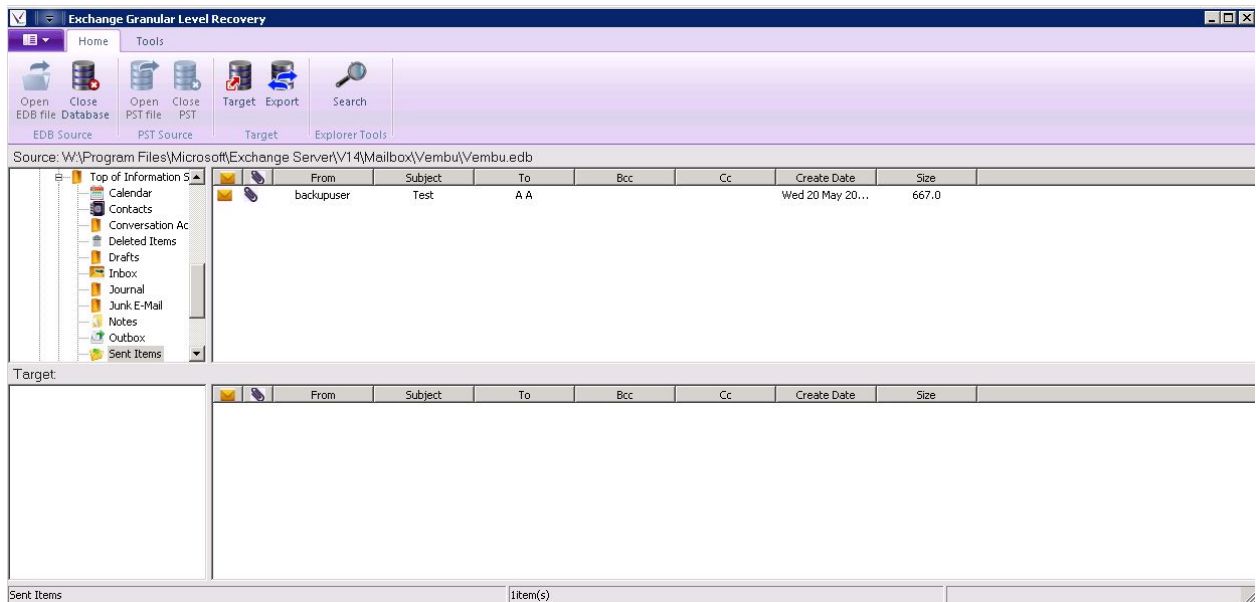 Exchange Granular Level Recovery
Home Tools
Open EDB file Close Database Open PST file Close PST Target Export Search
EDB Source PST Source Target Explorer Tools
Source: W:\Program Files\Microsoft\Exchange Server\V14\Mailbox\Vembu\Vembu.edb
Top of Information S From Subject To Bcc Cc Create Date Size
Calendar backupuser Test A A Wed 20 May 20... 667.0
Contacts
Conversation Ac
Deleted Items
Drafts
Inbox
Journal
Junk E-Mail
Notes
Outbox
Sent Items
Target:
From Subject To Bcc Cc Create Date Size
Sent Items 1item(s)